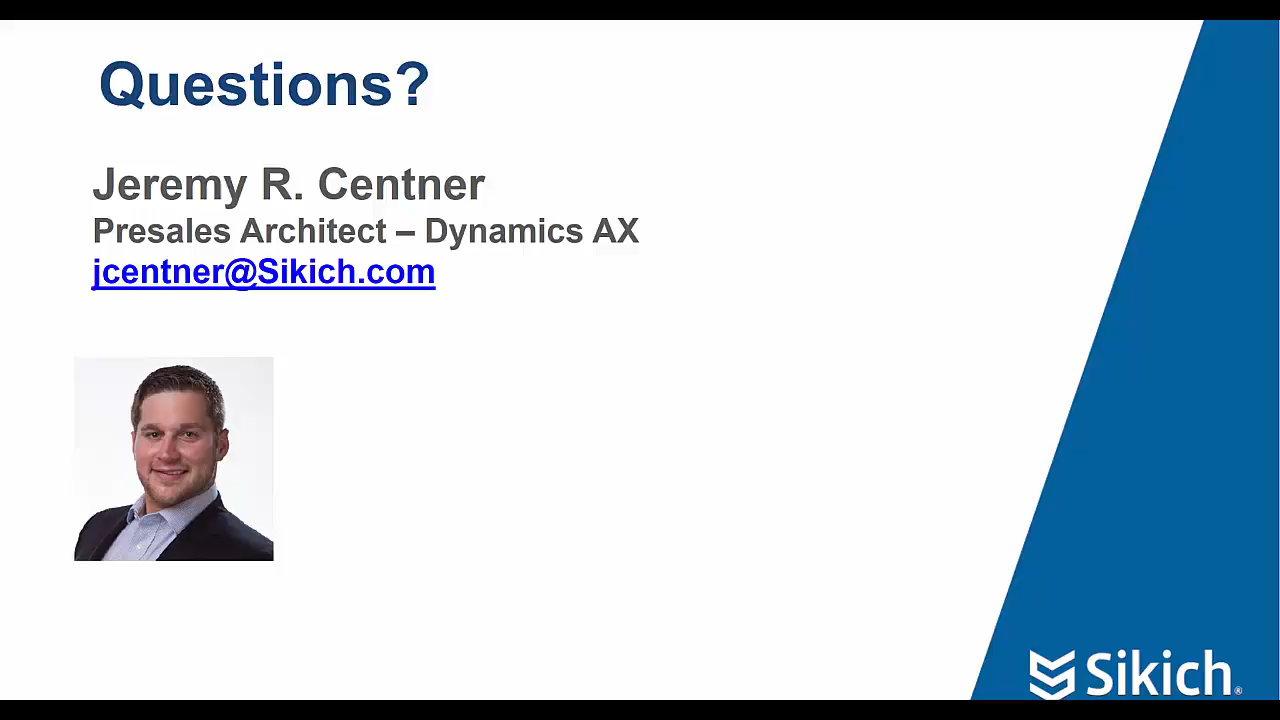 Questions?
Jeremy R. Centner
Presales Architect – Dynamics AX
jcentner@Sikich.com
Sikich®